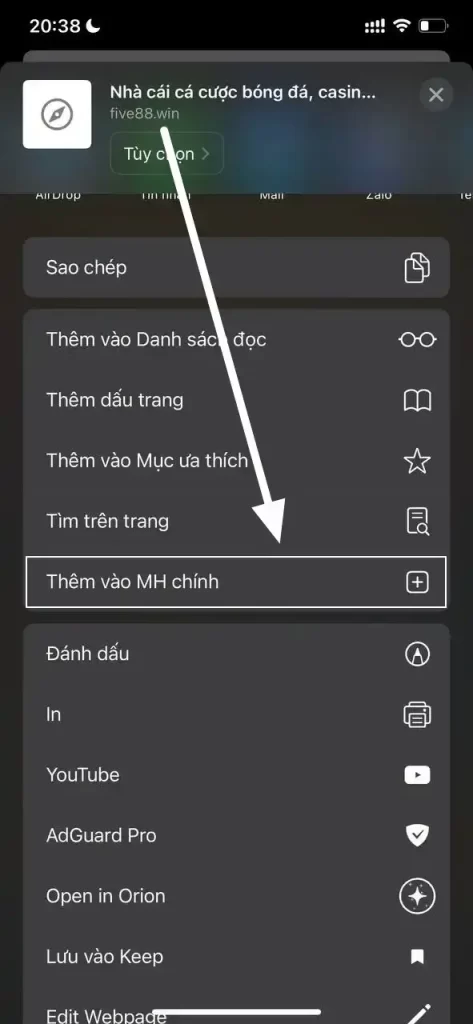 20:38
Nhà cái cá cược bóng đá, casin...
five88.win
Tùy chọn
AirDrop Tin nhắn Mail Zalo
Sao chép
Thêm vào Danh sách đọc
Thêm dấu trang
Thêm vào Mục ưa thích
Tìm trên trang
Thêm vào MH chính
Đánh dấu
In
YouTube
AdGuard Pro
Open in Orion
Lưu vào Keep
Edit Webpage